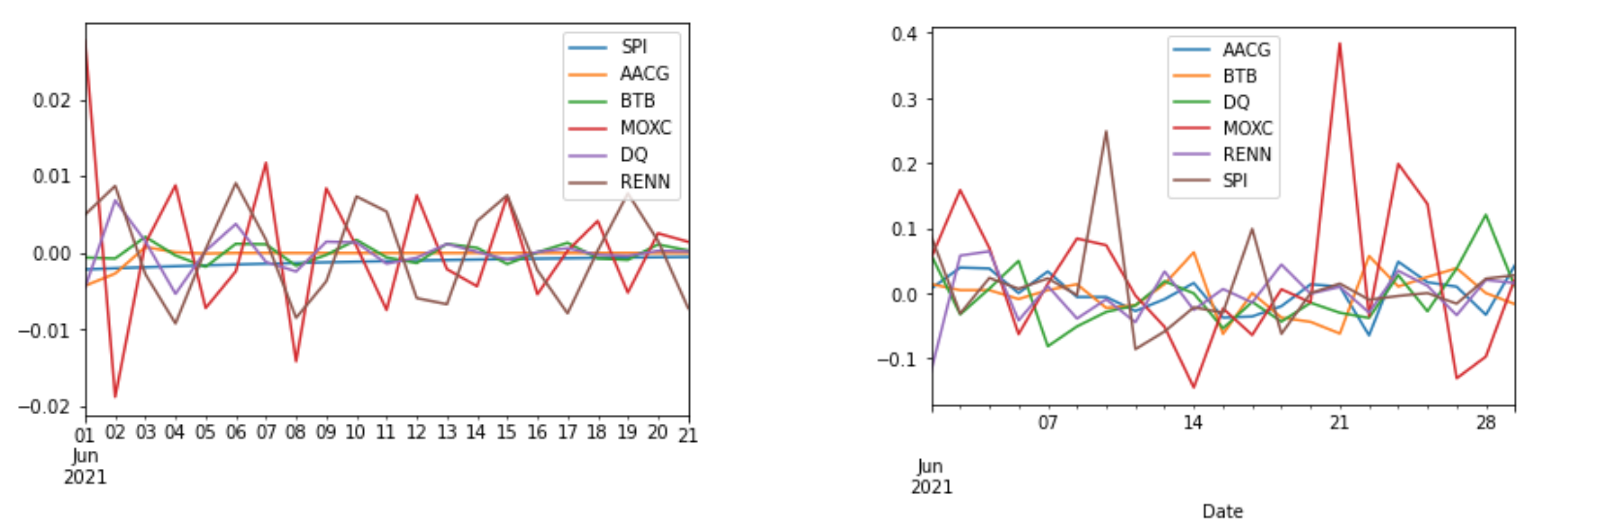 SPI
AACG
BTB
MOXC
DQ
RENN
0.02
0.01
0.00
−0.01
−0.02
01 02 03 04 05 06 07 08 09 10 11 12 13 14 15 16 17 18 19 20 21
Jun
2021
AACG
BTB
DQ
MOXC
RENN
SPI
0.4
0.3
0.2
0.1
0.0
−0.1
07 14 21 28
Jun
2021
Date